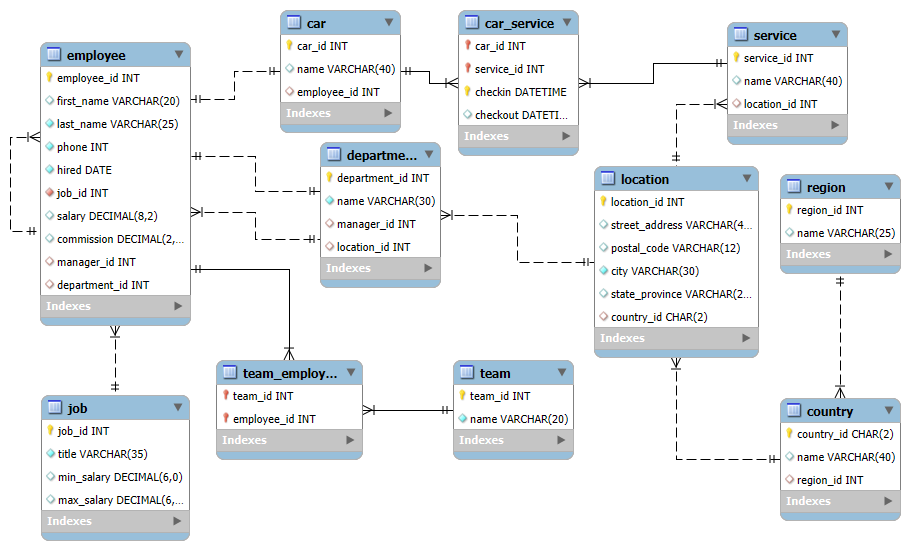 employee
employee_id INT
first_name VARCHAR(20)
last_name VARCHAR(25)
phone INT
hired DATE
job_id INT
salary DECIMAL(8,2)
commission DECIMAL(2,...
manager_id INT
department_id INT
Indexes
car
car_id INT
name VARCHAR(40)
employee_id INT
Indexes
car_service
car_id INT
service_id INT
checkin DATETIME
checkout DATETI...
Indexes
service
service_id INT
name VARCHAR(40)
location_id INT
Indexes
departme...
department_id INT
name VARCHAR(30)
manager_id INT
location_id INT
Indexes
location
location_id INT
street_address VARCHAR(4...
postal_code VARCHAR(12)
city VARCHAR(30)
state_province VARCHAR(2...
country_id CHAR(2)
Indexes
region
region_id INT
name VARCHAR(25)
Indexes
job
job_id INT
title VARCHAR(35)
min_salary DECIMAL(6,0)
max_salary DECIMAL(6,...
Indexes
team_employ...
team_id INT
employee_id INT
Indexes
team
team_id INT
name VARCHAR(20)
Indexes
country
country_id CHAR(2)
name VARCHAR(40)
region_id INT
Indexes